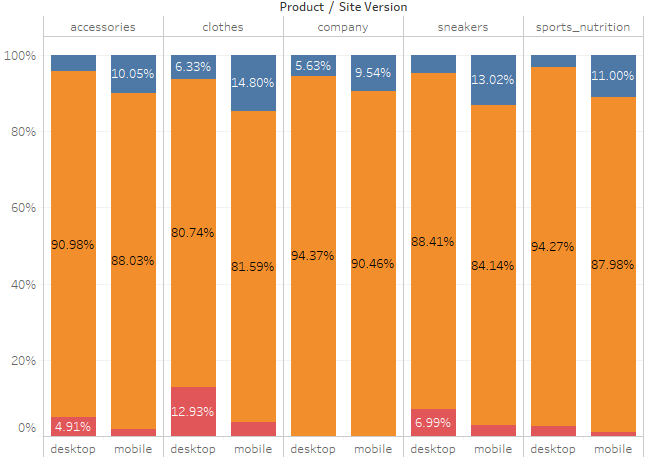 Product / Site Version
accessories clothes company sneakers sports_nutrition
100%
10.05% 6.33% 14.80% 5.63% 9.54% 13.02% 11.00%
80%
60%
90.98% 88.03% 80.74% 81.59% 94.37% 90.46% 88.41% 84.14% 94.27% 87.98%
40%
20%
4.91% 12.93% 6.99%
0%
desktop mobile desktop mobile desktop mobile desktop mobile desktop mobile